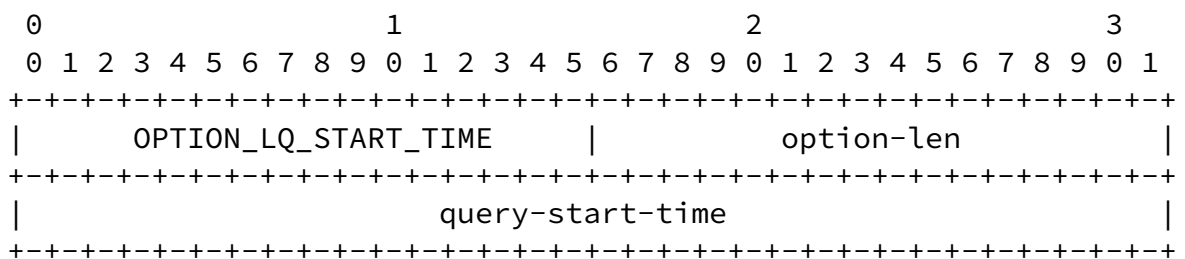 0                   1                   2                   3
 0 1 2 3 4 5 6 7 8 9 0 1 2 3 4 5 6 7 8 9 0 1 2 3 4 5 6 7 8 9 0 1
+-+-+-+-+-+-+-+-+-+-+-+-+-+-+-+-+-+-+-+-+-+-+-+-+-+-+-+-+-+-+-+-+
|      OPTION_LQ_START_TIME     |          option-len           |
+-+-+-+-+-+-+-+-+-+-+-+-+-+-+-+-+-+-+-+-+-+-+-+-+-+-+-+-+-+-+-+-+
|                       query-start-time                        |
+-+-+-+-+-+-+-+-+-+-+-+-+-+-+-+-+-+-+-+-+-+-+-+-+-+-+-+-+-+-+-+-+